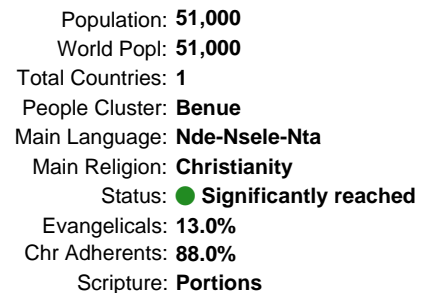 Population: 51,000
World Popl: 51,000
Total Countries: 1
People Cluster: Benue
Main Language: Nde-Nsele-Nta
Main Religion: Christianity
Status: Significantly reached
Evangelicals: 13.0%
Chr Adherents: 88.0%
Scripture: Portions